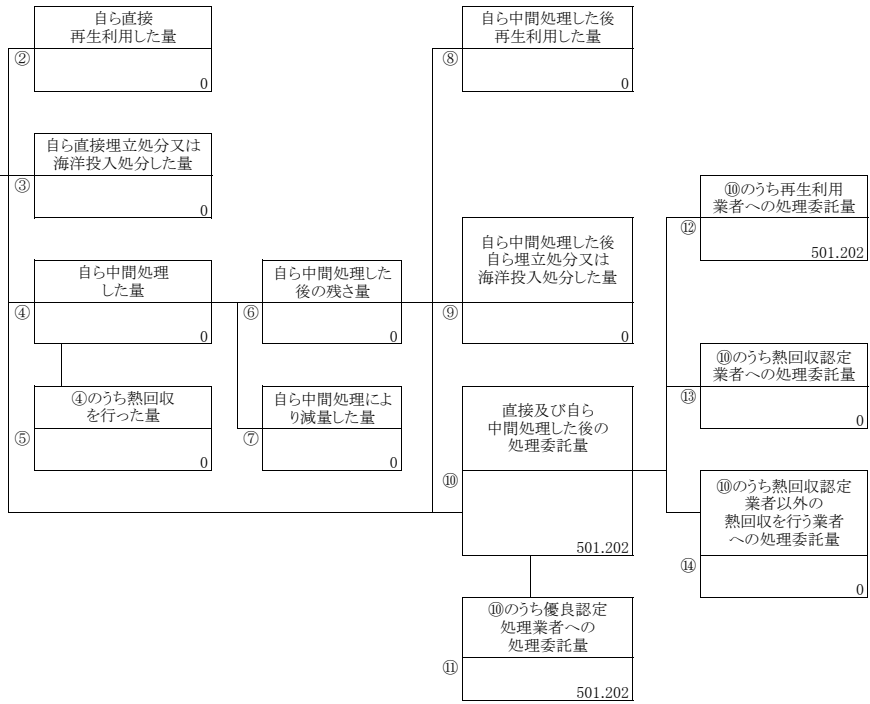 自ら直接
再生利用した量
②
0
自ら直接埋立処分又は
海洋投入処分した量
③
0
自ら中間処理
した量
④
0
④のうち熱回収
を行った量
⑤
0
自ら中間処理した
後の残さ量
⑥
0
自ら中間処理によ
り減量した量
⑦
0
自ら中間処理した後
再生利用した量
⑧
0
自ら中間処理した後
自ら埋立処分又は
海洋投入処分した量
⑨
0
直接及び自ら
中間処理した後の
処理委託量
⑩
501.202
⑩のうち優良認定
処理業者への
処理委託量
⑪
501.202
⑩のうち再生利用
業者への処理委託量
⑫
501.202
⑩のうち熱回収認定
業者への処理委託量
⑬
0
⑩のうち熱回収認定
業者以外の
熱回収を行う業者
への処理委託量
⑭
0